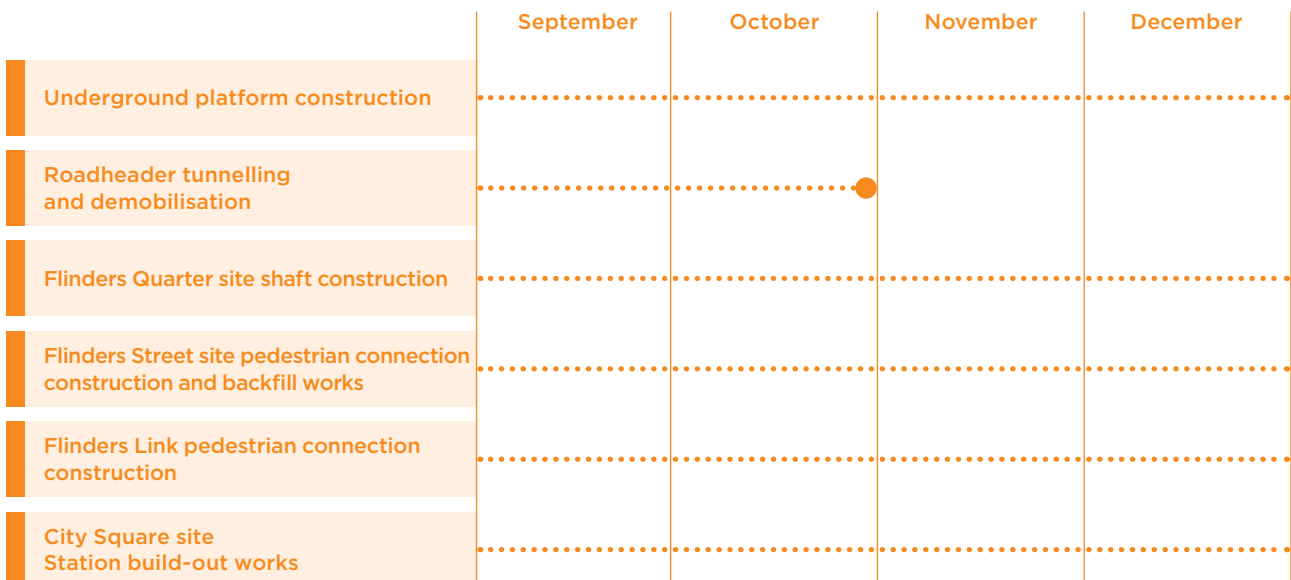 September October November December
Underground platform construction
Roadheader tunnelling
and demobilisation
Flinders Quarter site shaft construction
Flinders Street site pedestrian connection
construction and backfill works
Flinders Link pedestrian connection
construction
City Square site
Station build-out works